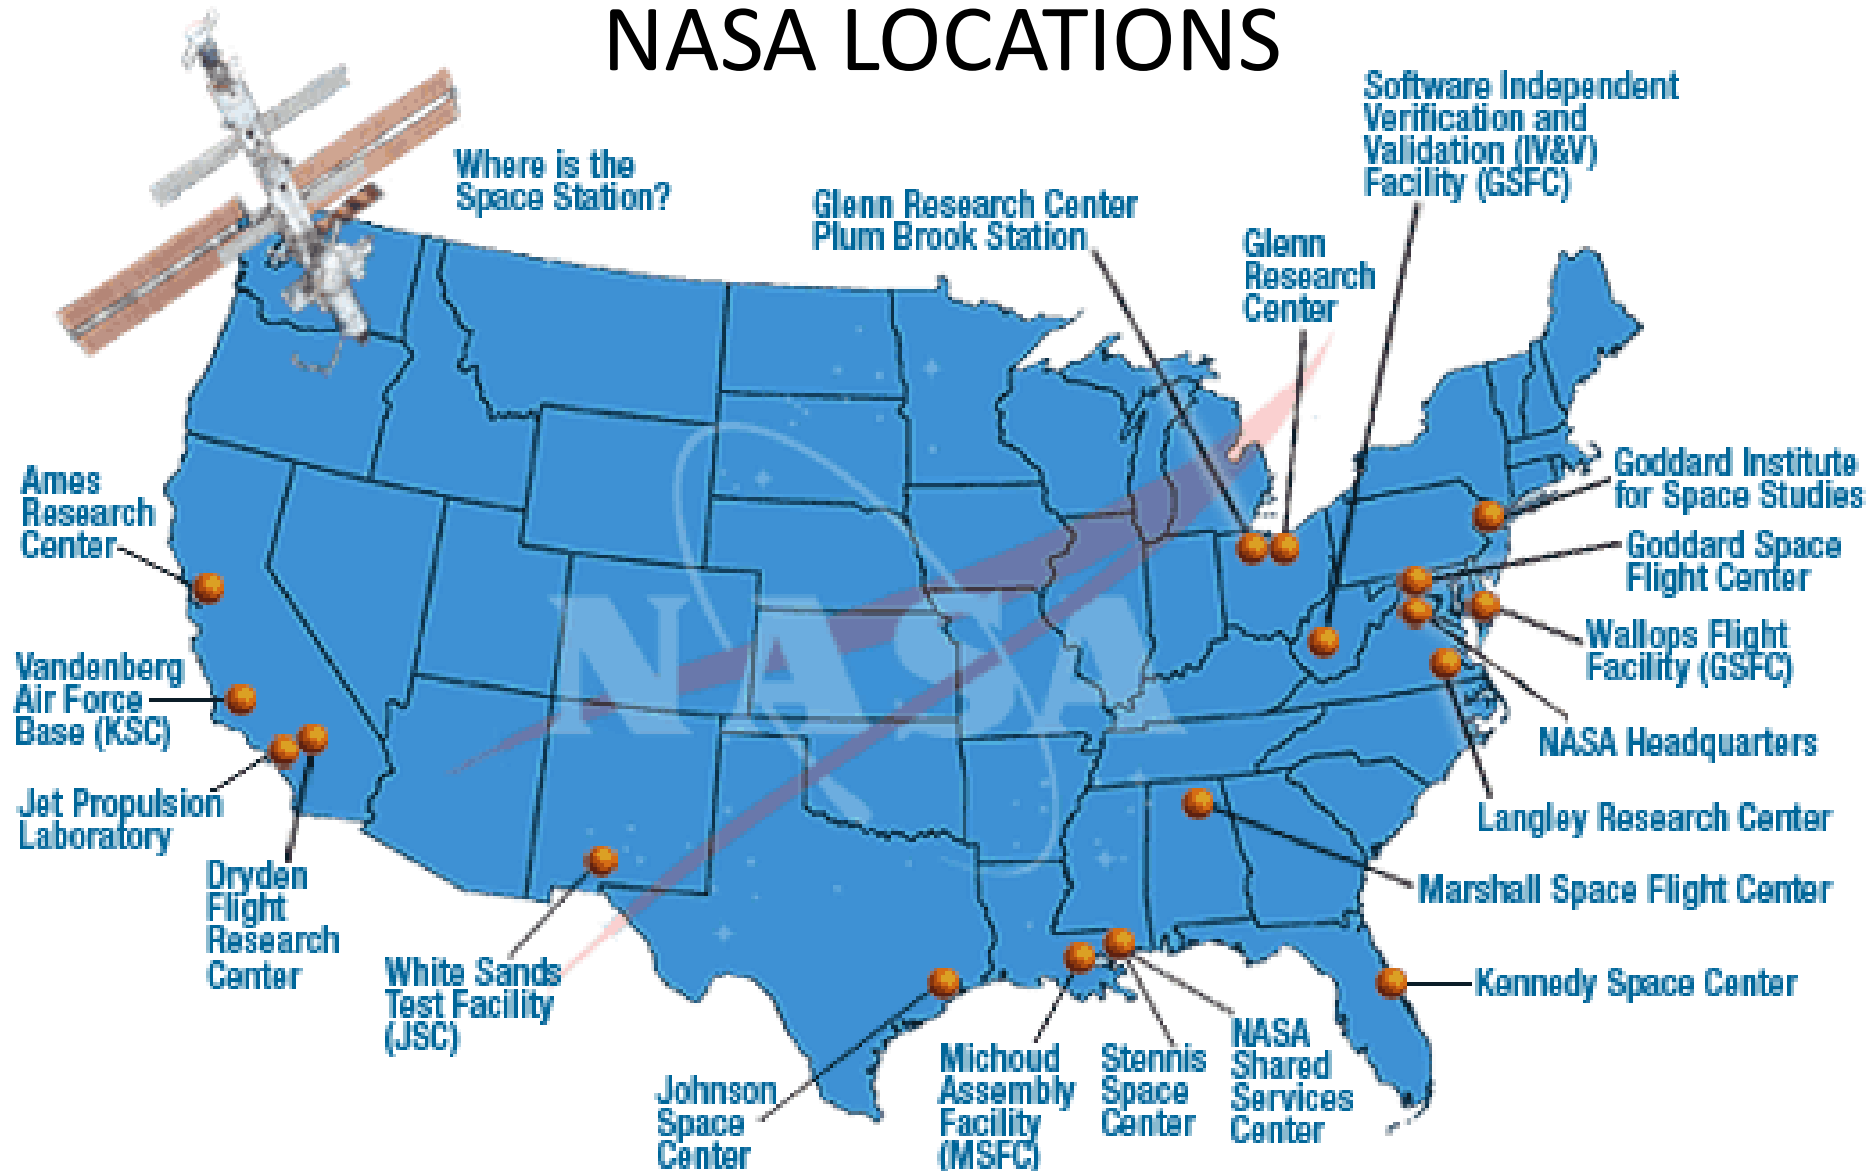 NASA LOCATIONS
Where is the
Space Station?
Software Independent
Verification and
Validation (IV&V)
Facility (GSFC)
Glenn Research Center
Plum Brook Station
Glenn
Research
Center
Ames
Research
Center
Vandenberg
Air Force
Base (KSC)
Jet Propulsion
Laboratory
Dryden
Flight
Research
Center
White Sands
Test Facility
(JSC)
Johnson
Space
Center
Michoud
Assembly
Facility
(MSFC)
Stennis
Space
Center
NASA
Shared
Services
Center
Kennedy Space Center
Marshall Space Flight Center
Langley Research Center
NASA Headquarters
Wallops Flight
Facility (GSFC)
Goddard Space
Flight Center
Goddard Institute
for Space Studies
NASA